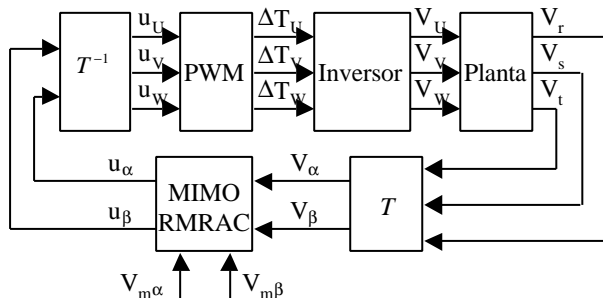 u_U ΔT_U V_U V_r
T⁻¹ u_V PWM ΔT_V Inversor V_V Planta V_s
u_W ΔT_W V_W V_t
u_α MIMO V_α T
u_β RMRAC V_β
V_mα V_mβ